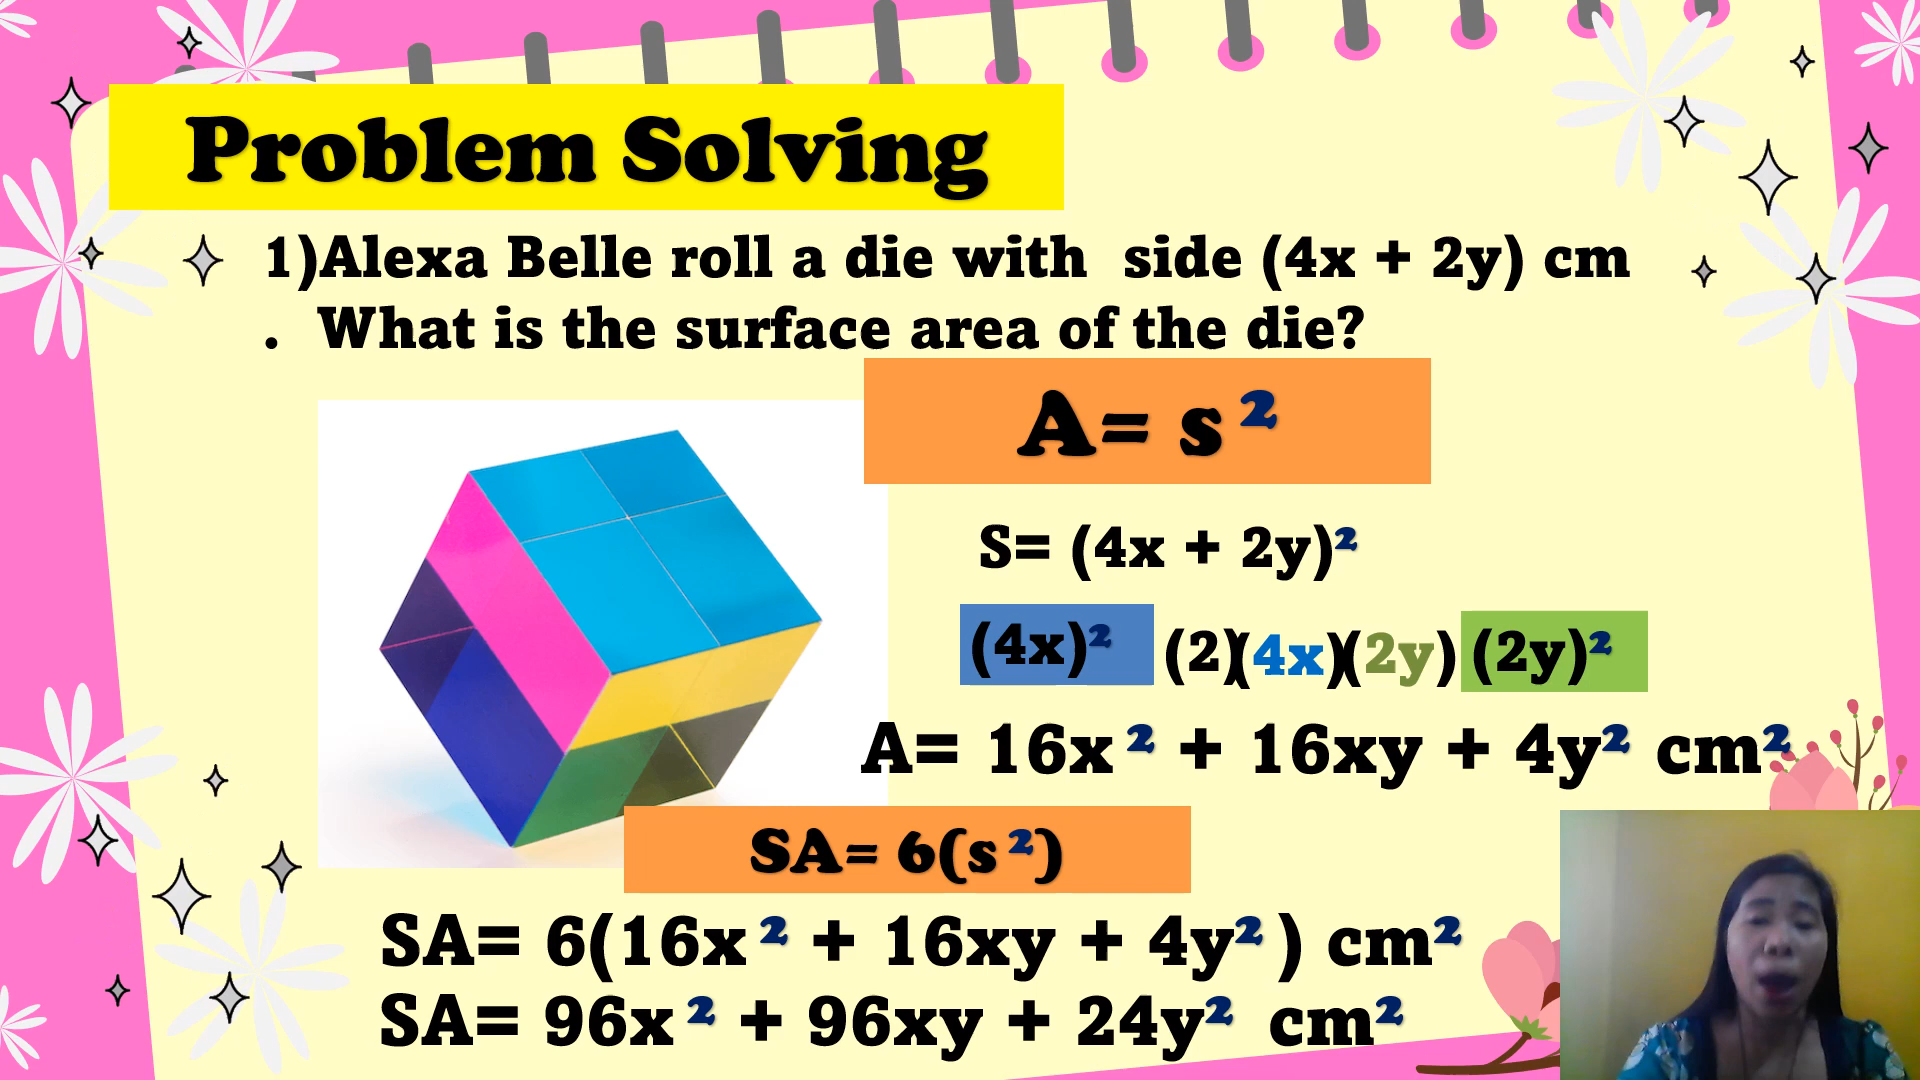 Problem Solving
1)Alexa Belle roll a die with side (4x + 2y) cm
. What is the surface area of the die?
A= s²
S= (4x + 2y)²
(4x)² (2)(4x)(2y) (2y)²
A= 16x² + 16xy + 4y² cm²
SA= 6(s²)
SA= 6(16x² + 16xy + 4y²) cm²
SA= 96x² + 96xy + 24y² cm²